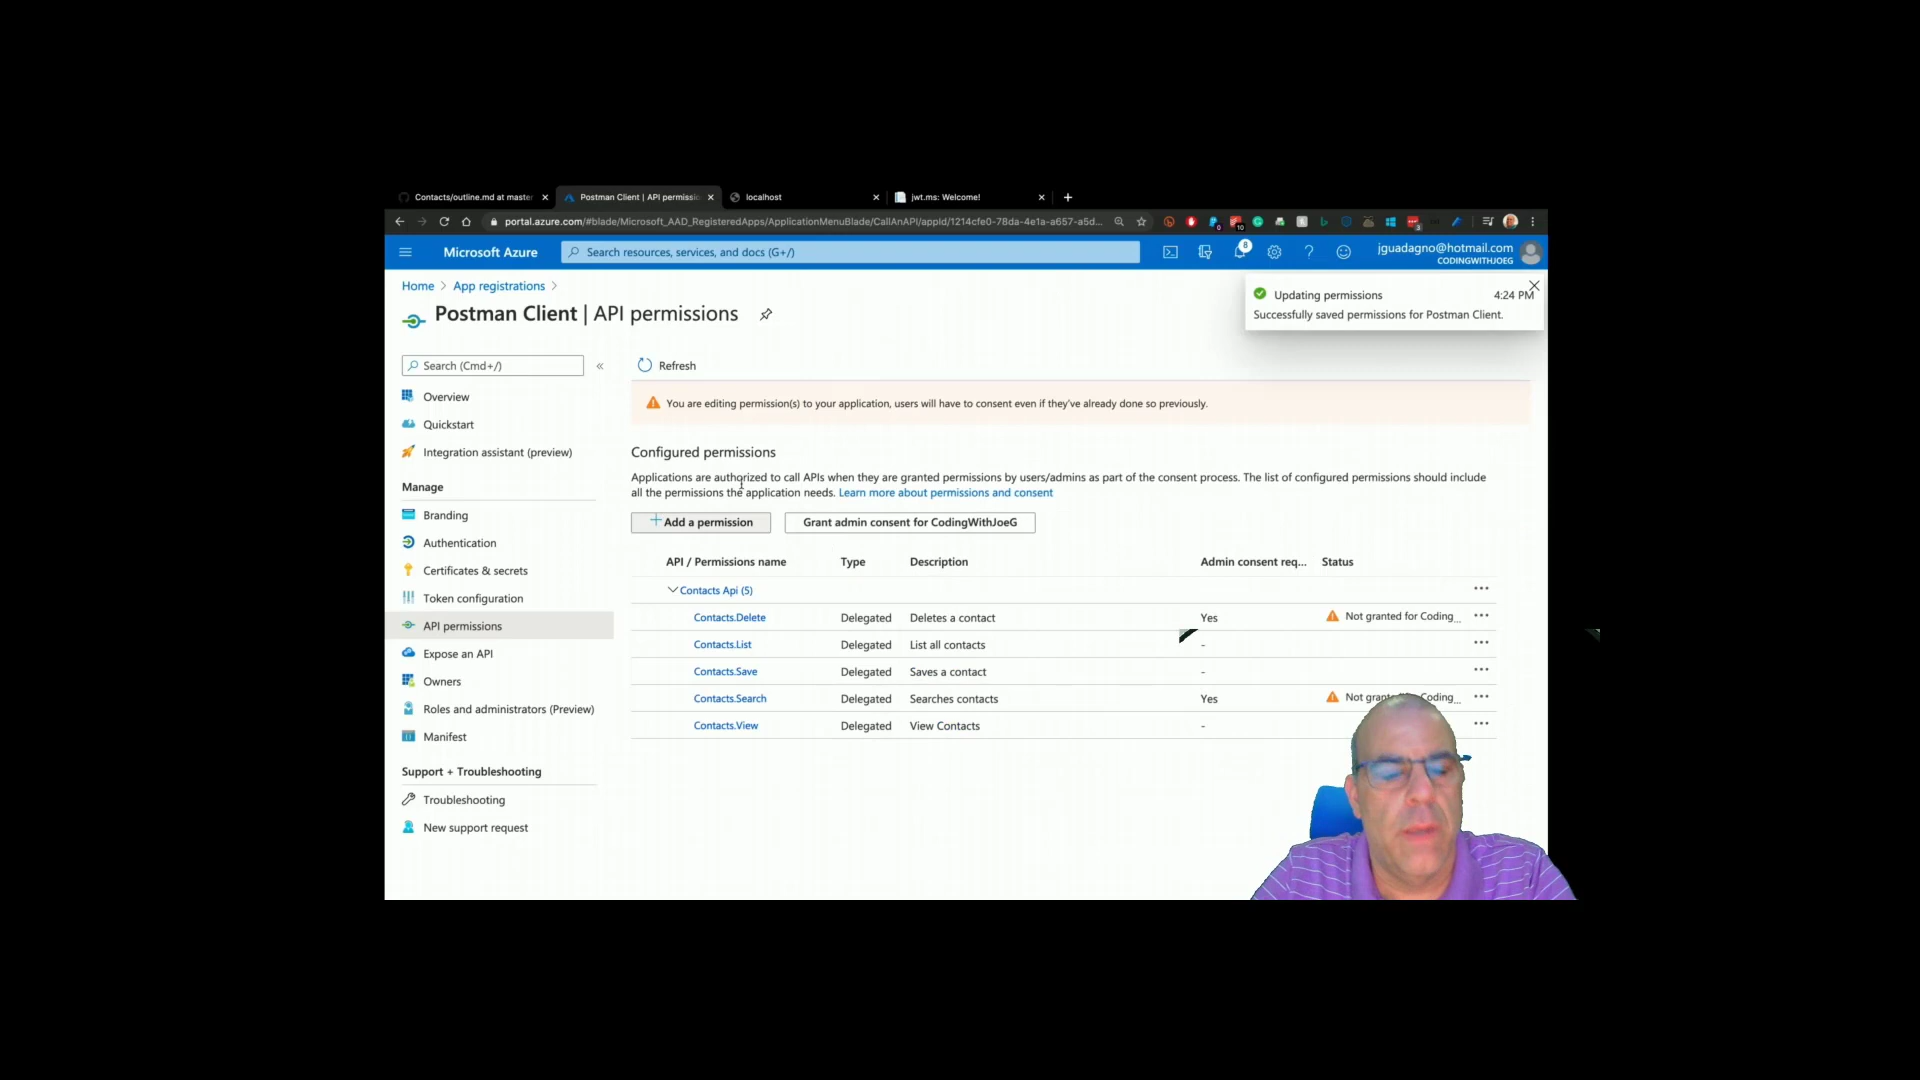 Contacts/outline.md at master
Postman Client | API permissio
localhost
jwt.ms: Welcome!
portal.azure.com/#blade/Microsoft_AAD_RegisteredApps/ApplicationMenuBlade/CallAnAPI/appId/1214cfe0-78da-4e1a-a657-a5d...
Microsoft Azure
Search resources, services, and docs (G+/)
8
jguadagno@hotmail.com
CODINGWITHJOEG
Home > App registrations >
Postman Client | API permissions
Updating permissions
4:24 PM
Successfully saved permissions for Postman Client.
Search (Cmd+/)
«
Refresh
Overview
Quickstart
Integration assistant (preview)
Manage
Branding
Authentication
Certificates & secrets
Token configuration
API permissions
Expose an API
Owners
Roles and administrators (Preview)
Manifest
Support + Troubleshooting
Troubleshooting
New support request
You are editing permission(s) to your application, users will have to consent even if they've already done so previously.
Configured permissions
Applications are authorized to call APIs when they are granted permissions by users/admins as part of the consent process. The list of configured permissions should include
all the permissions the application needs. Learn more about permissions and consent
+ Add a permission
Grant admin consent for CodingWithJoeG
API / Permissions name Type Description Admin consent req... Status
Contacts Api (5)
Contacts.Delete Delegated Deletes a contact Yes Not granted for Coding...
Contacts.List Delegated List all contacts -
Contacts.Save Delegated Saves a contact -
Contacts.Search Delegated Searches contacts Yes Not Coding...
Contacts.View Delegated View Contacts -